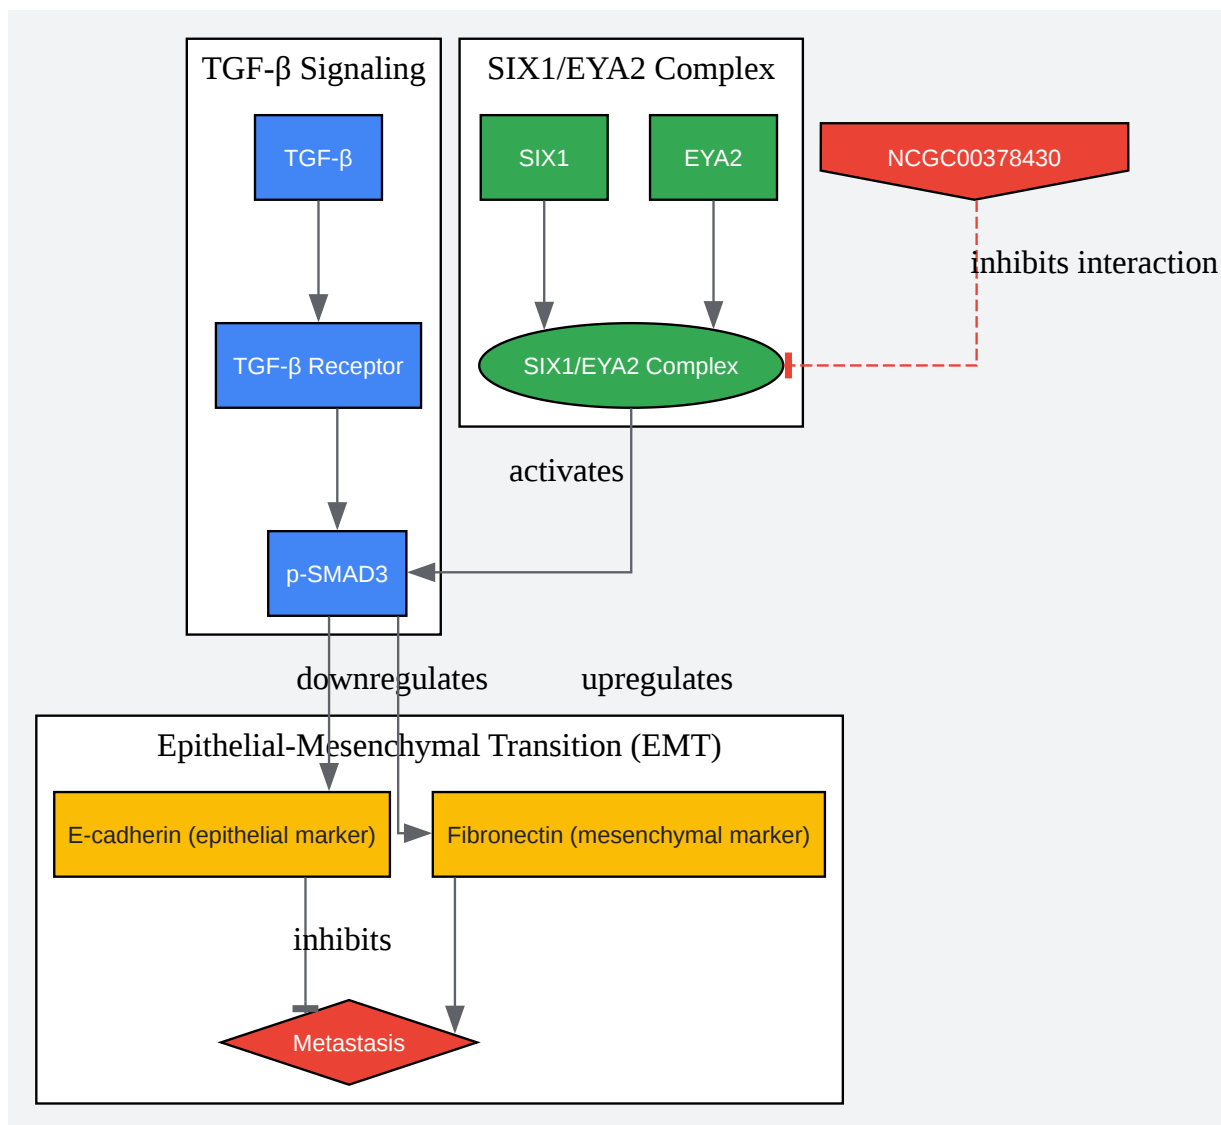 TGF-β Signaling
SIX1/EYA2 Complex
TGF-β
SIX1
EYA2
NCGC00378430
inhibits interaction
TGF-β Receptor
SIX1/EYA2 Complex
activates
p-SMAD3
downregulates
upregulates
Epithelial-Mesenchymal Transition (EMT)
E-cadherin (epithelial marker)
Fibronectin (mesenchymal marker)
inhibits
Metastasis